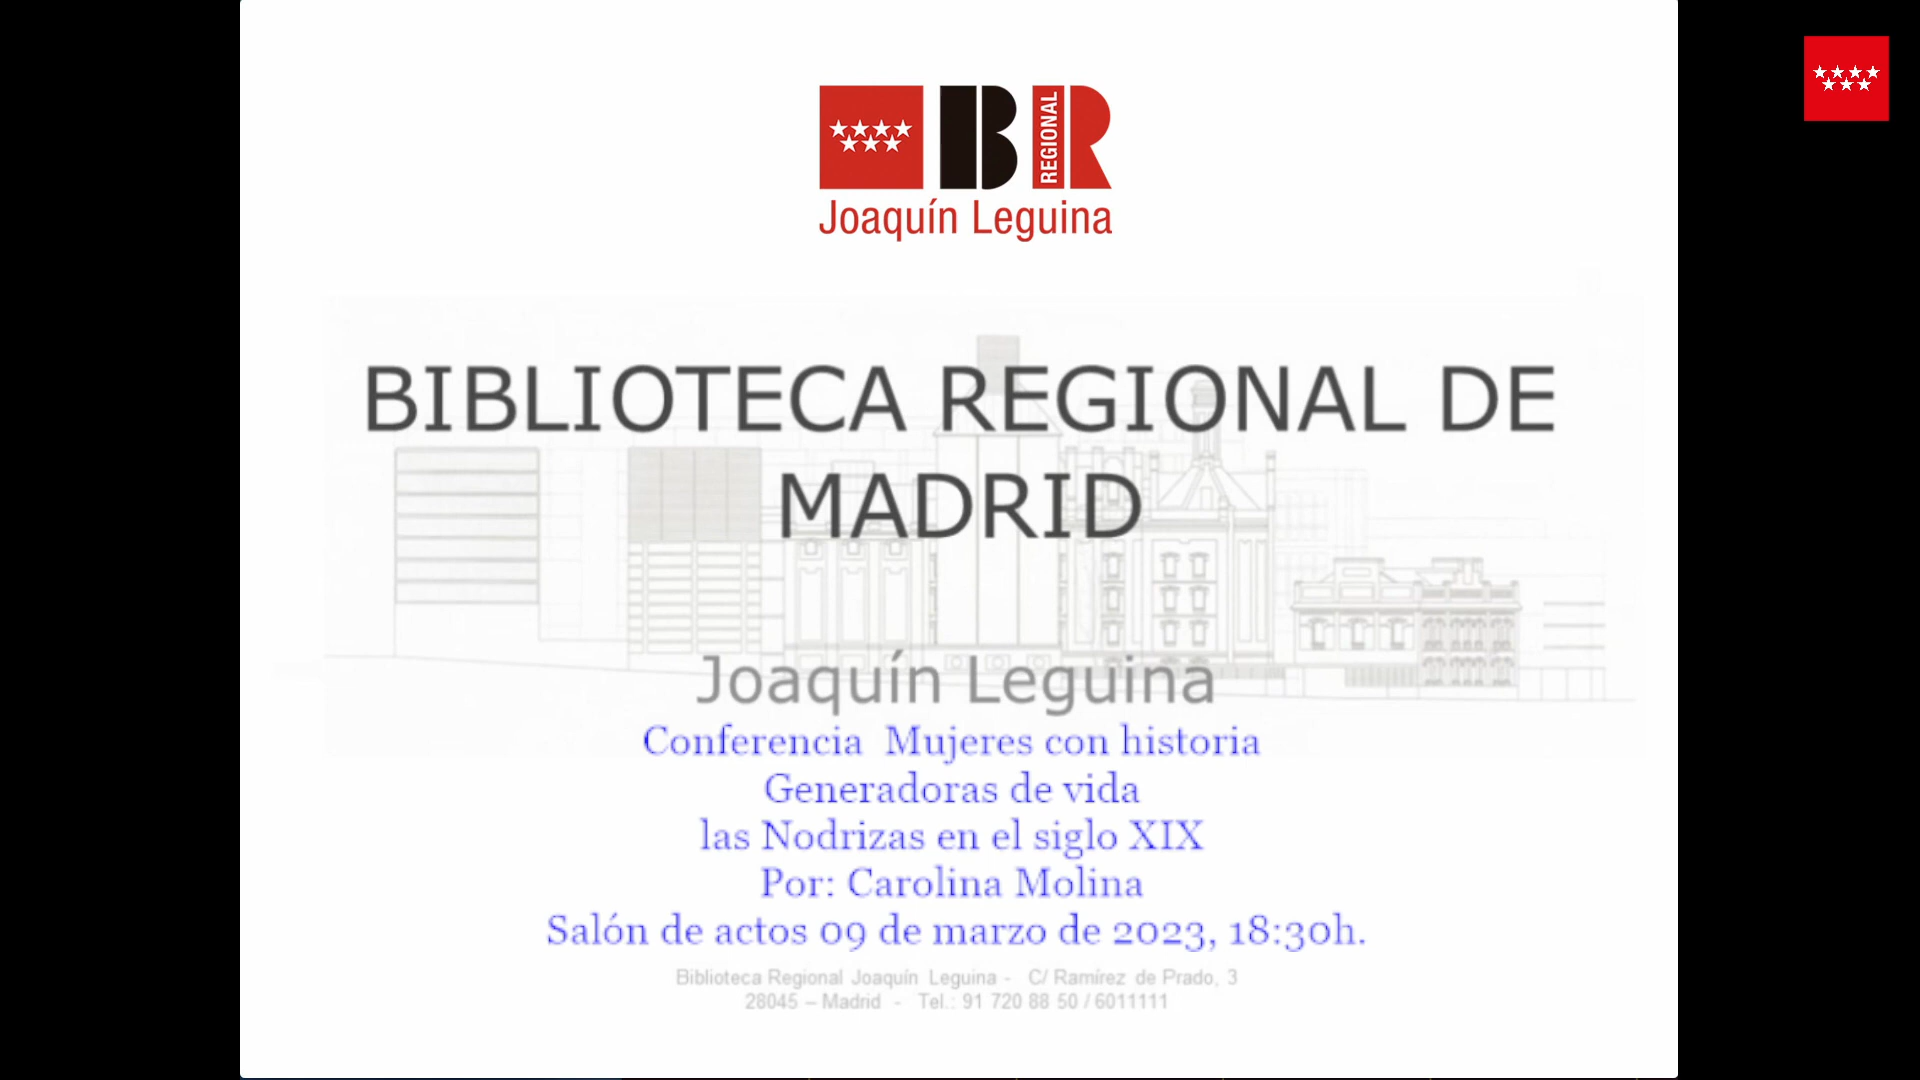 BR
REGIONAL
Joaquín Leguina
BIBLIOTECA REGIONAL DE
MADRID
Joaquín Leguina
Conferencia Mujeres con historia
Generadoras de vida
las Nodrizas en el siglo XIX
Por: Carolina Molina
Salón de actos 09 de marzo de 2023, 18:30h.
Biblioteca Regional Joaquín Leguina - C/ Ramírez de Prado, 3
28045 – Madrid - Tel.: 91 720 88 50 / 6011111